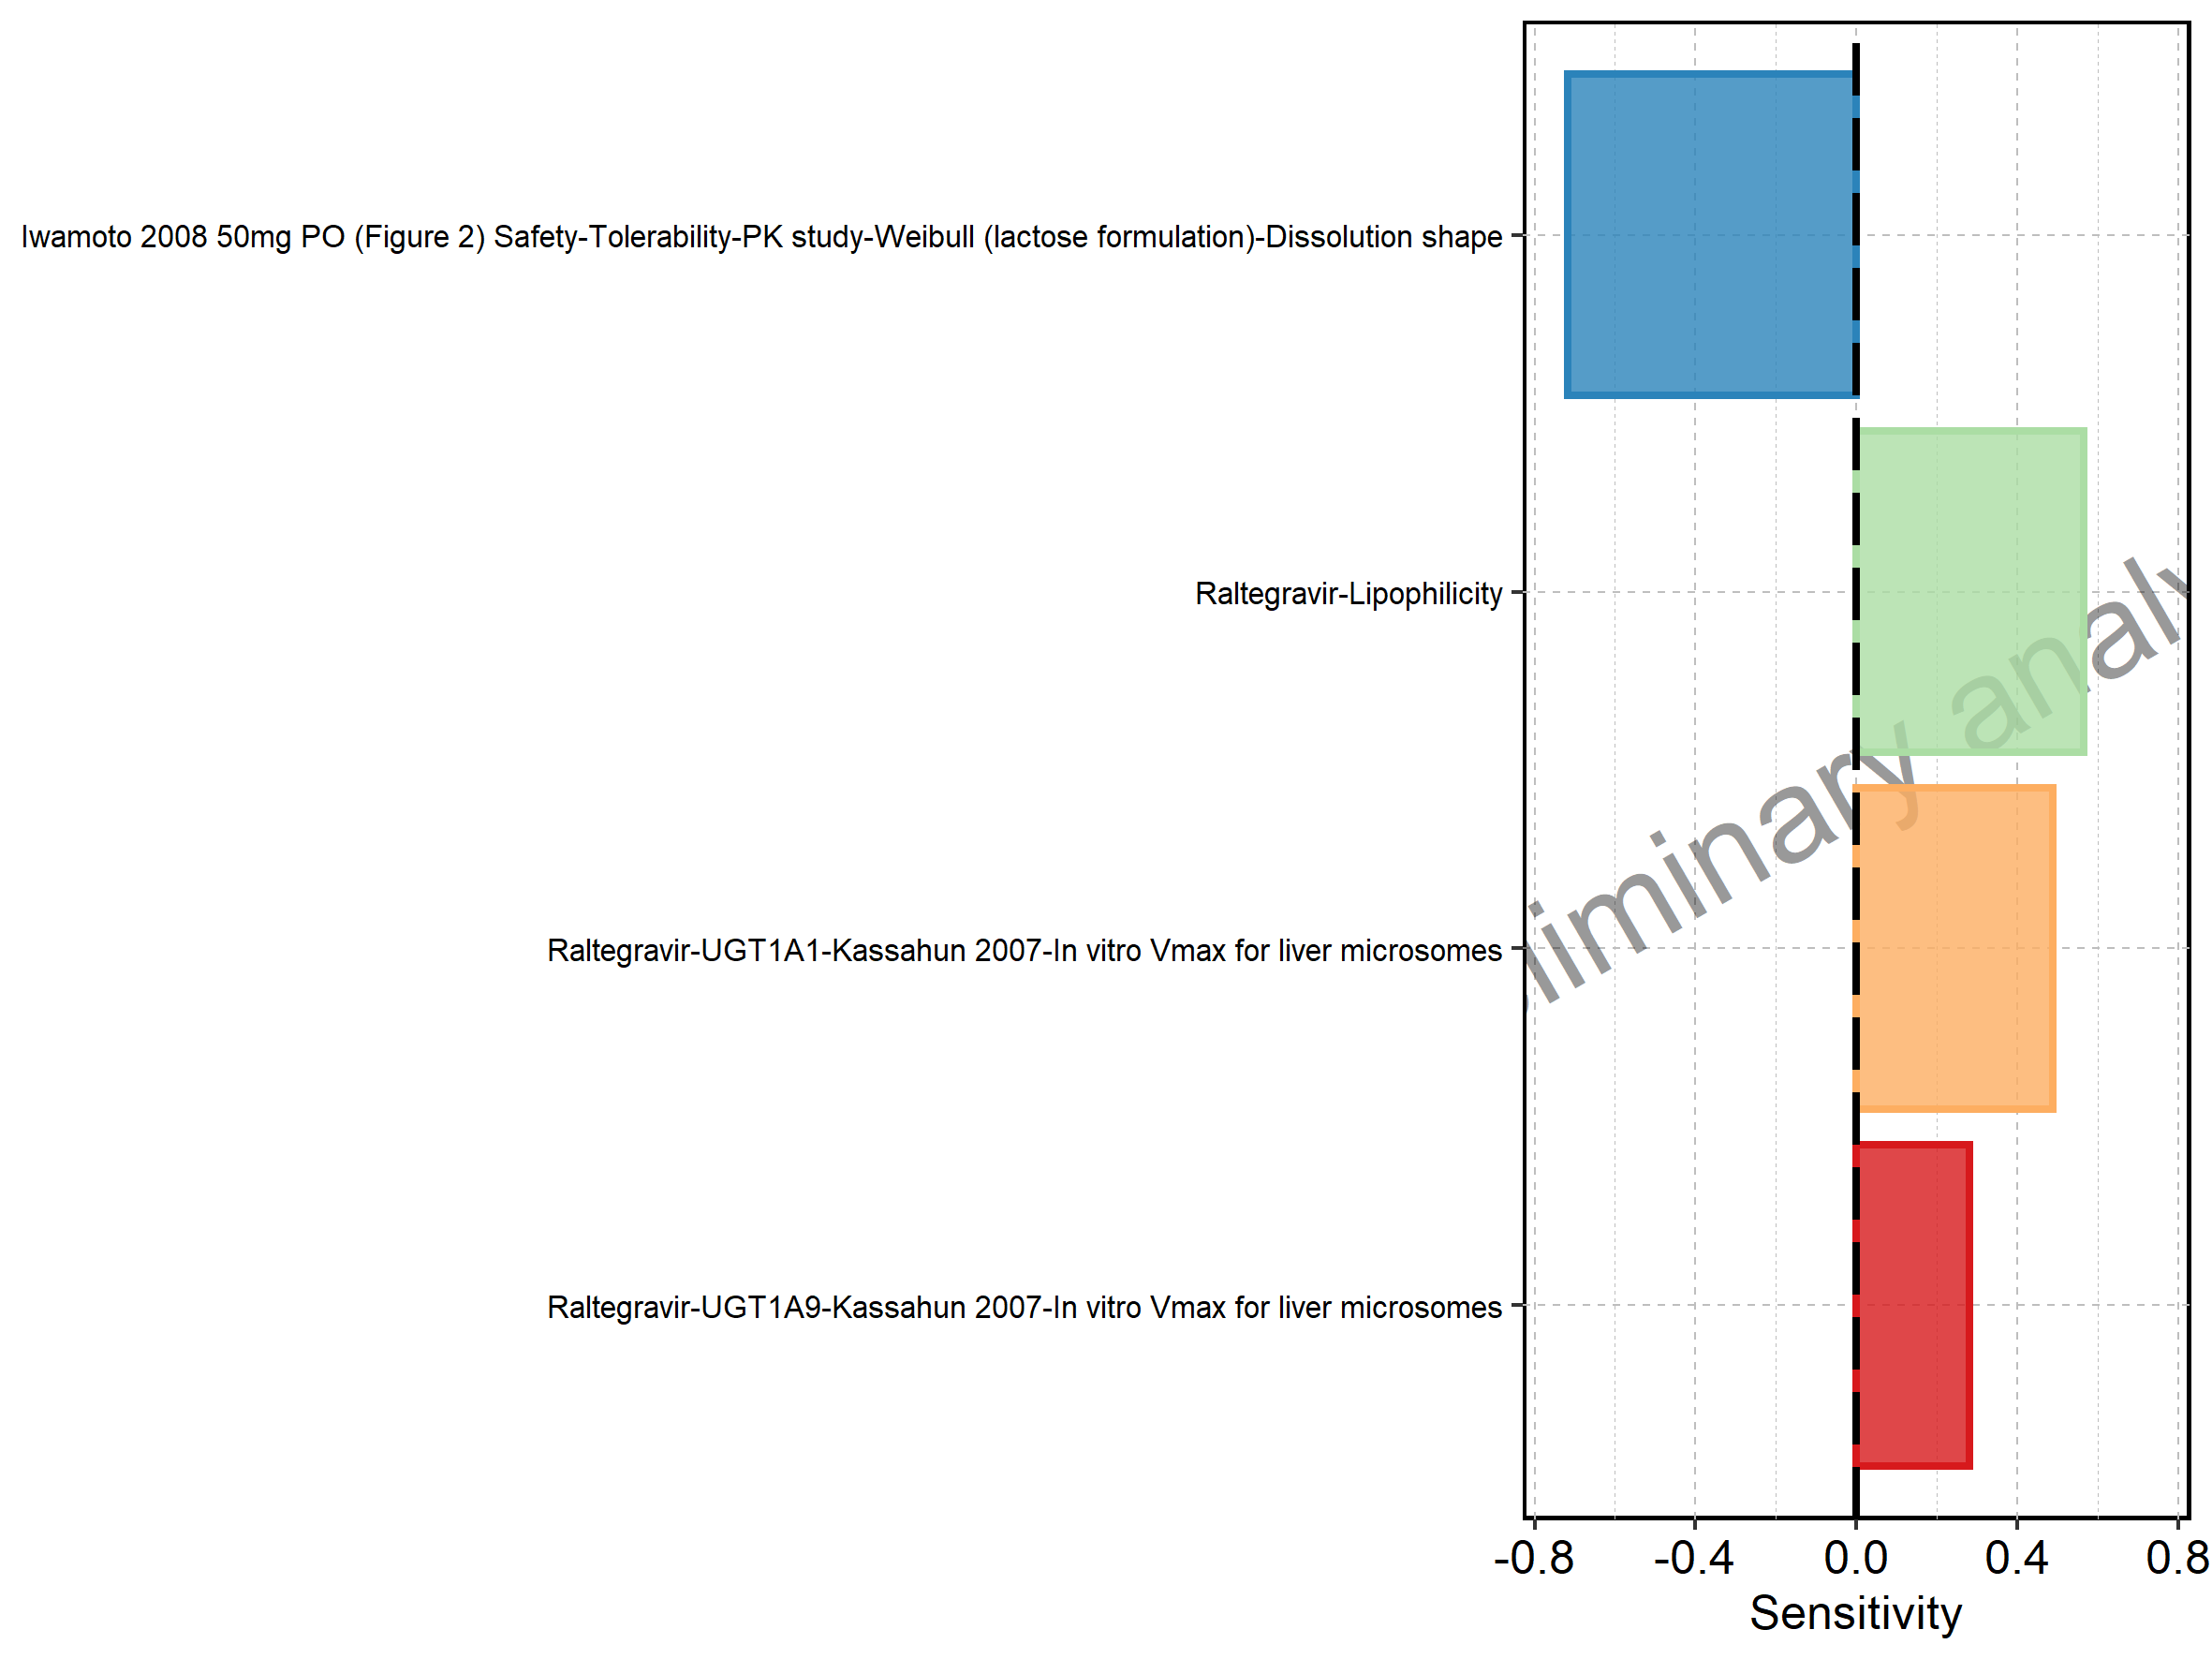 Iwamoto 2008 50mg PO (Figure 2) Safety-Tolerability-PK study-Weibull (lactose formulation)-Dissolution shape
Raltegravir-Lipophilicity
Raltegravir-UGT1A1-Kassahun 2007-In vitro Vmax for liver microsomes
Raltegravir-UGT1A9-Kassahun 2007-In vitro Vmax for liver microsomes
-0.8 -0.4 0.0 0.4 0.8
Sensitivity